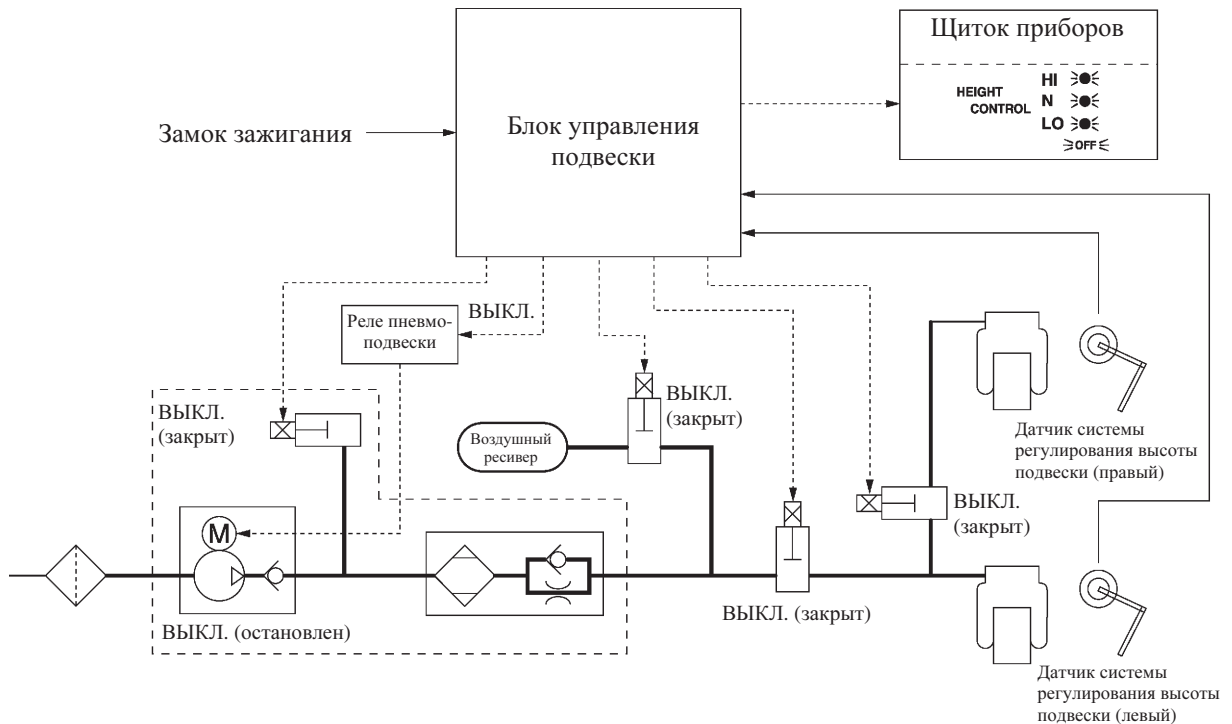 Щиток приборов
HEIGHT
CONTROL
HI
N
LO
OFF
Замок зажигания
Блок управления
подвески
ВЫКЛ.
Реле пневмо-
подвески
ВЫКЛ.
(закрыт)
ВЫКЛ.
(закрыт)
Воздушный
ресивер
Датчик системы
регулирования высоты
подвески (правый)
ВЫКЛ.
(закрыт)
M
ВЫКЛ. (остановлен)
ВЫКЛ. (закрыт)
Датчик системы
регулирования высоты
подвески (левый)